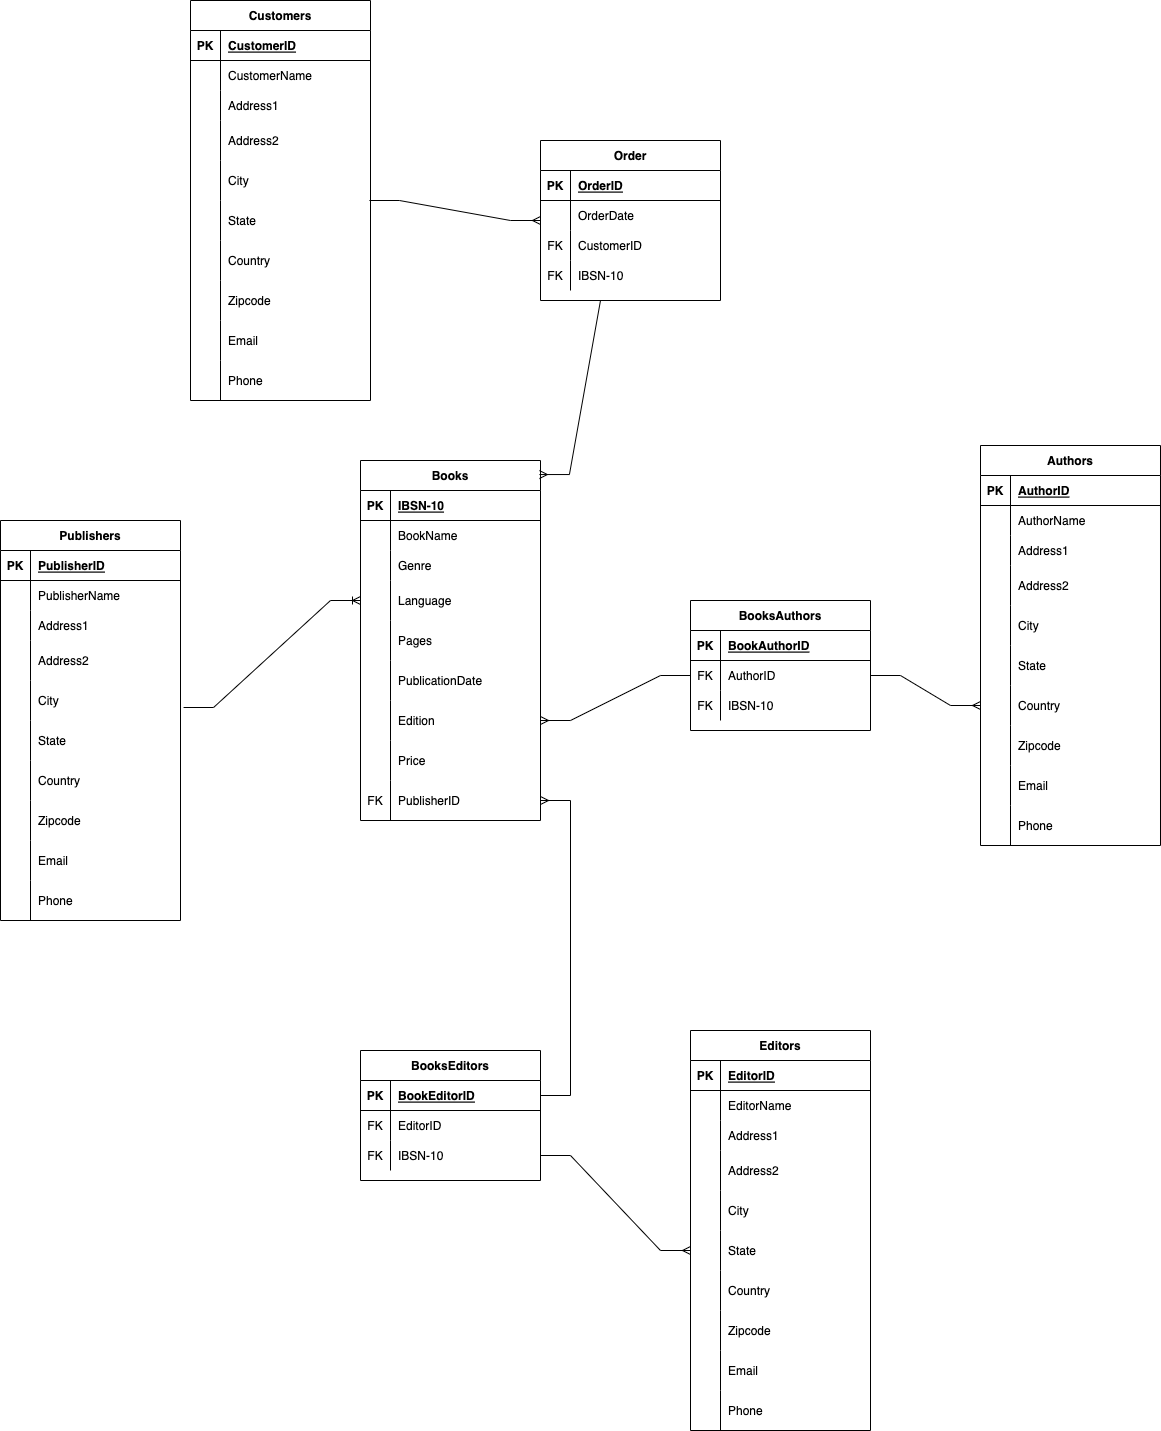 Customers
PK CustomerID
CustomerName
Address1
Address2
City
State
Country
Zipcode
Email
Phone
Order
PK OrderID
OrderDate
FK CustomerID
FK IBSN-10
Books
PK IBSN-10
BookName
Genre
Language
Pages
PublicationDate
Edition
Price
FK PublisherID
Authors
PK AuthorID
AuthorName
Address1
Address2
City
State
Country
Zipcode
Email
Phone
Publishers
PK PublisherID
PublisherName
Address1
Address2
City
State
Country
Zipcode
Email
Phone
BooksAuthors
PK BookAuthorID
FK AuthorID
FK IBSN-10
BooksEditors
PK BookEditorID
FK EditorID
FK IBSN-10
Editors
PK EditorID
EditorName
Address1
Address2
City
State
Country
Zipcode
Email
Phone